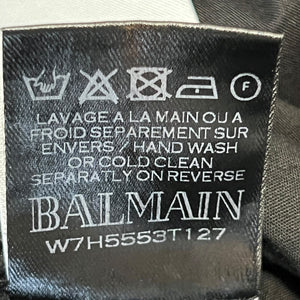 F
LAVAGE A LA MAIN OU A
FROID SEPAREMENT SUR
ENVERS / HAND WASH
OR COLD CLEAN
SEPARATLY ON REVERSE
BALMAIN
W7H5553T127